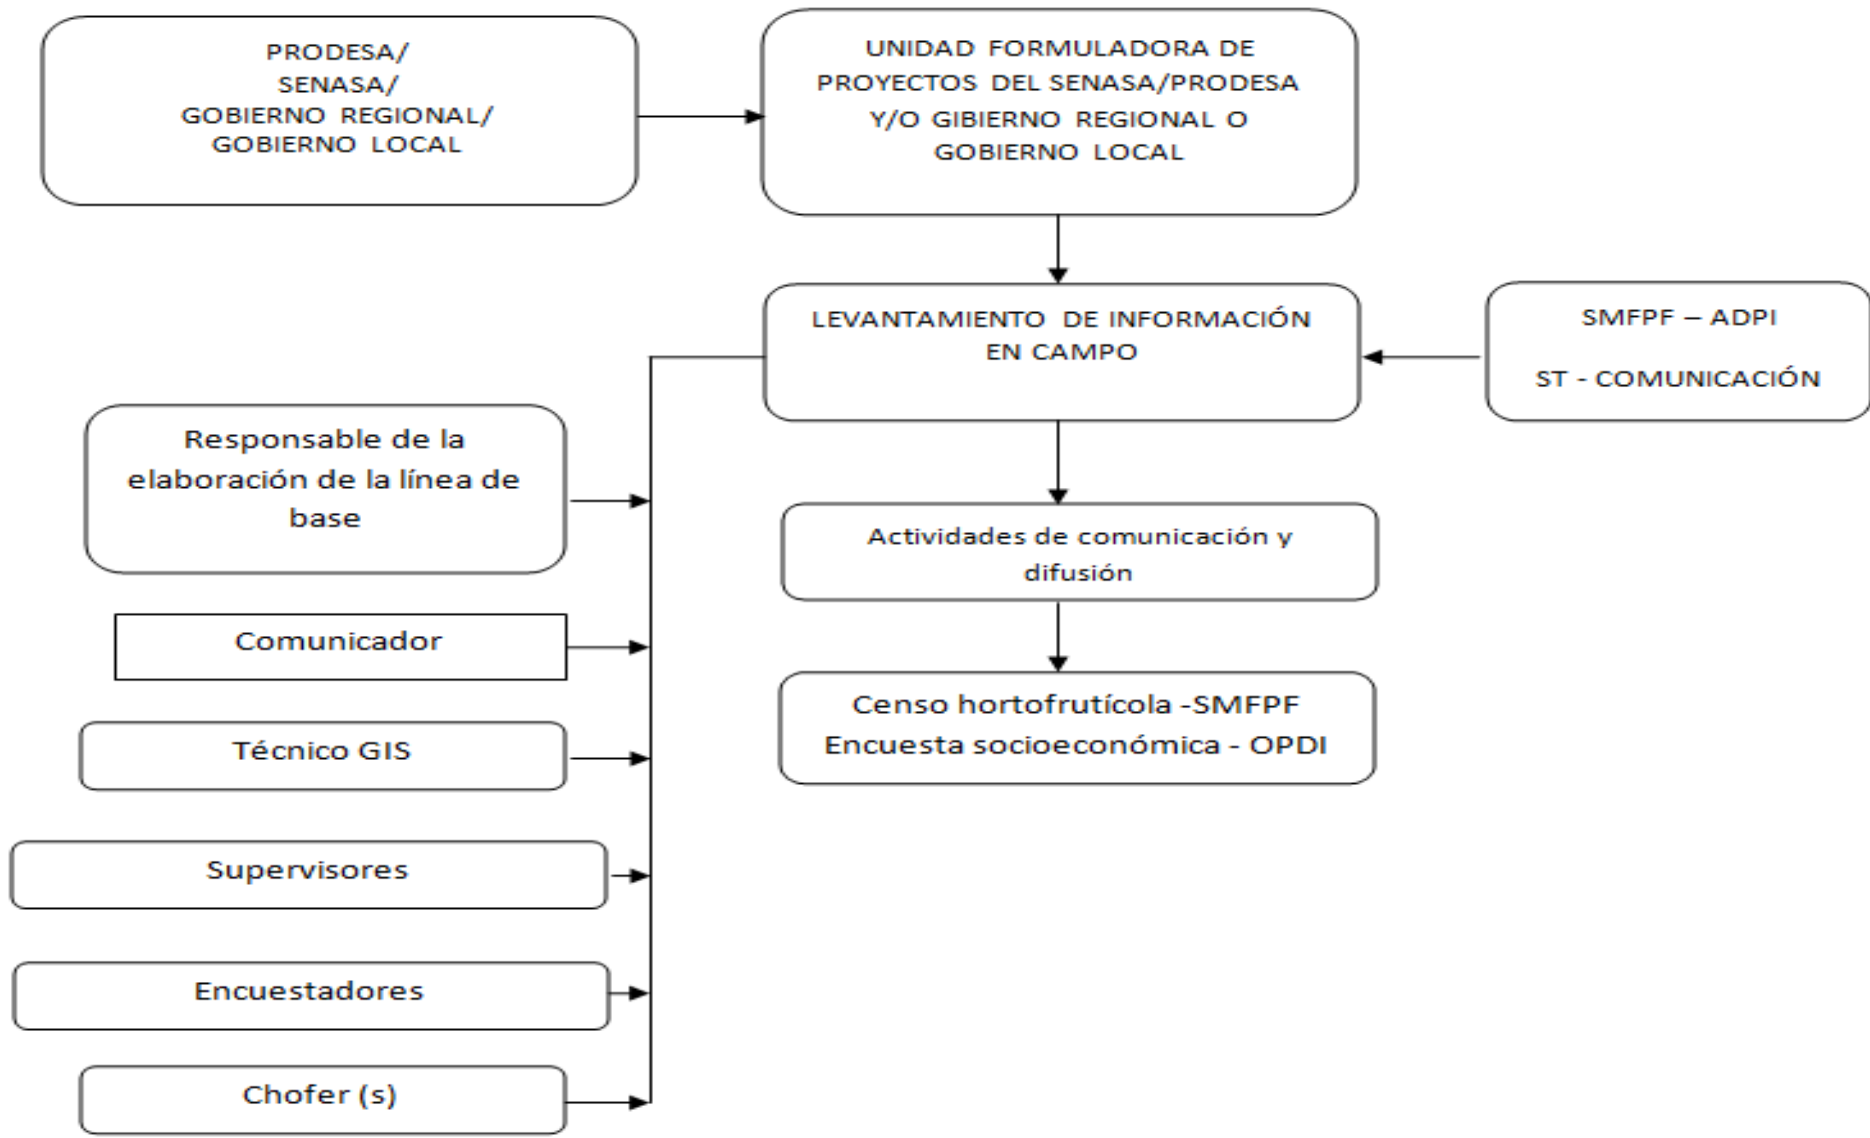 PRODESA/
SENASA/
GOBIERNO REGIONAL/
GOBIERNO LOCAL
UNIDAD FORMULADORA DE
PROYECTOS DEL SENASA/PRODESA
Y/O GIBIERNO REGIONAL O
GOBIERNO LOCAL
LEVANTAMIENTO DE INFORMACIÓN
EN CAMPO
SMFPF – ADPI
ST - COMUNICACIÓN
Responsable de la
elaboración de la línea de
base
Actividades de comunicación y
difusión
Comunicador
Censo hortofrutícola -SMFPF
Encuesta socioeconómica - OPDI
Técnico GIS
Supervisores
Encuestadores
Chofer (s)